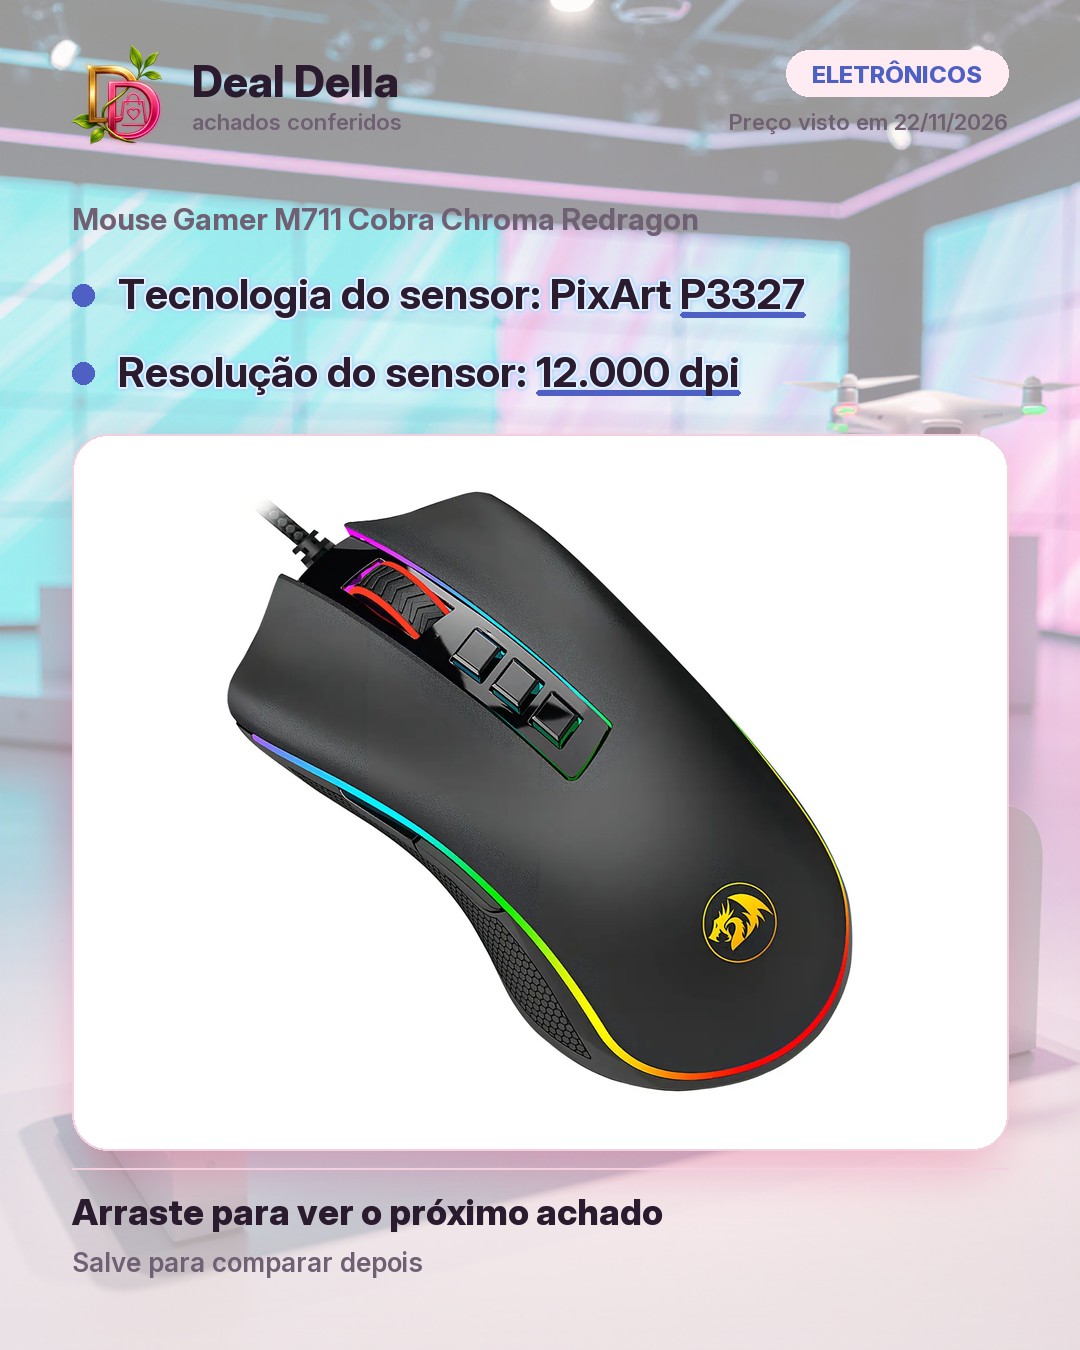 Deal Della
achados conferidos
ELETRÔNICOS
Preço visto em 22/11/2026
Mouse Gamer M711 Cobra Chroma Redragon
Tecnologia do sensor: PixArt P3327
Resolução do sensor: 12.000 dpi
Arraste para ver o próximo achado
Salve para comparar depois